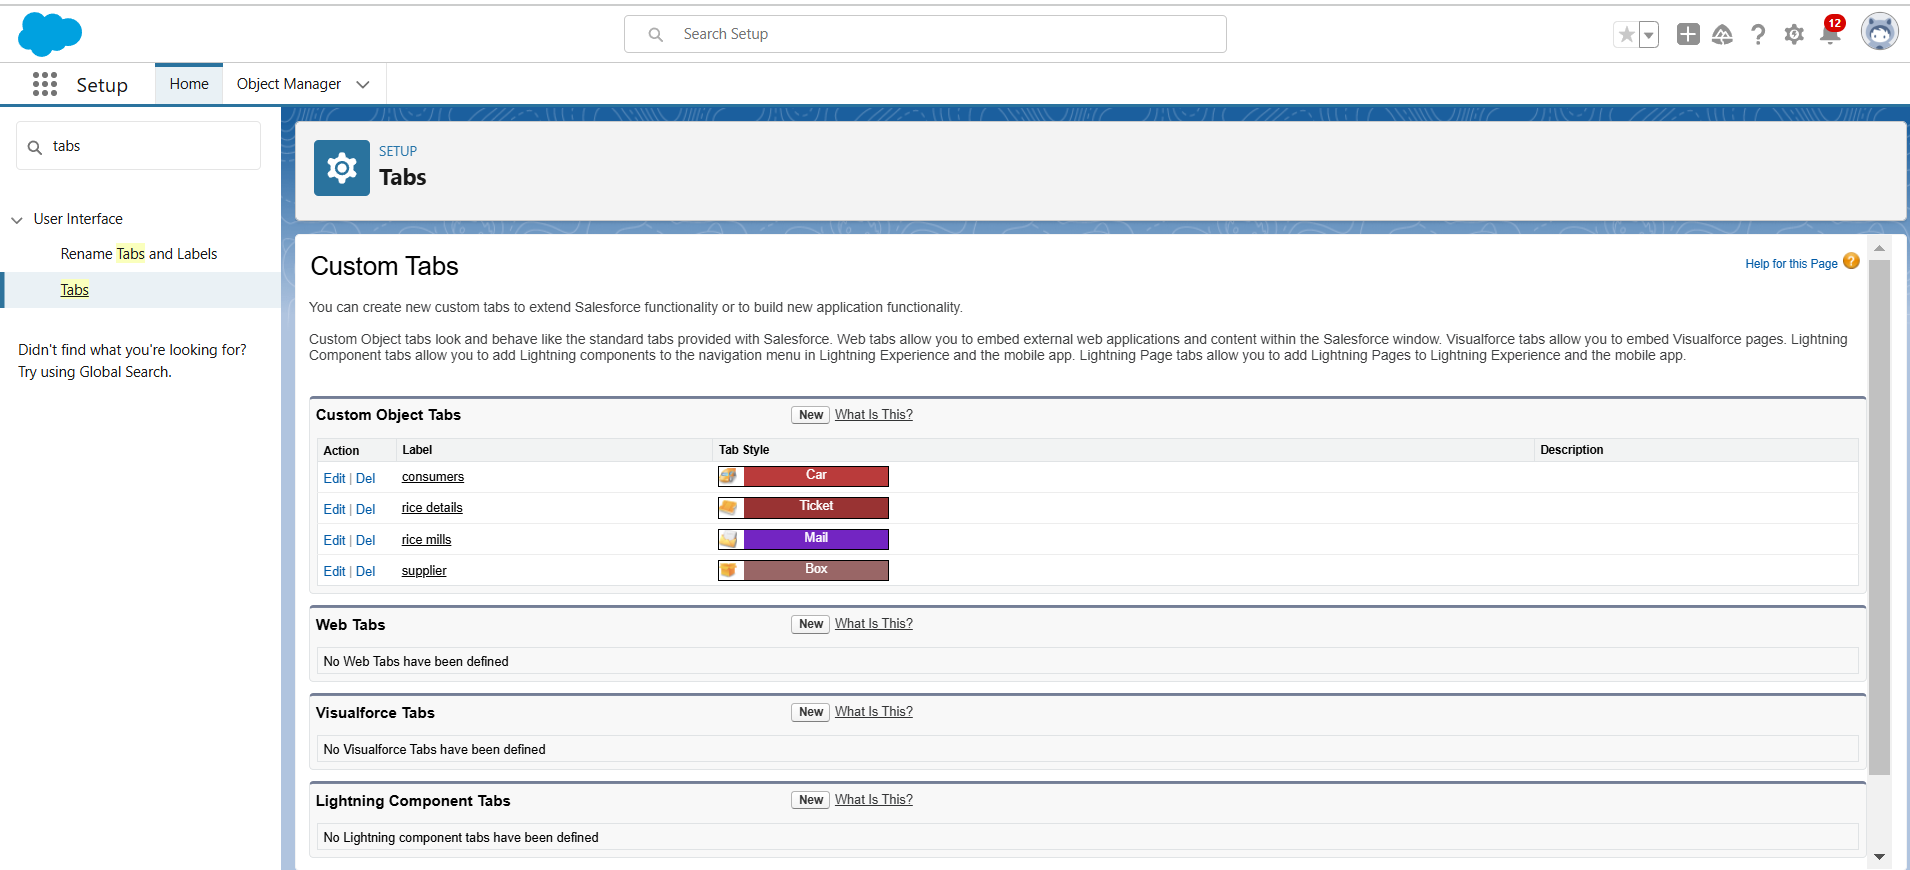 Search Setup
12
Setup
Home
Object Manager
tabs
User Interface
Rename Tabs and Labels
Tabs
Didn't find what you're looking for?
Try using Global Search.
SETUP
Tabs
Custom Tabs
Help for this Page ?
You can create new custom tabs to extend Salesforce functionality or to build new application functionality.
Custom Object tabs look and behave like the standard tabs provided with Salesforce. Web tabs allow you to embed external web applications and content within the Salesforce window. Visualforce tabs allow you to embed Visualforce pages. Lightning
Component tabs allow you to add Lightning components to the navigation menu in Lightning Experience and the mobile app. Lightning Page tabs allow you to add Lightning Pages to Lightning Experience and the mobile app.
Custom Object Tabs New What Is This?
Action Label Tab Style Description
Edit | Del consumers Car
Edit | Del rice details Ticket
Edit | Del rice mills Mail
Edit | Del supplier Box
Web Tabs New What Is This?
No Web Tabs have been defined
Visualforce Tabs New What Is This?
No Visualforce Tabs have been defined
Lightning Component Tabs New What Is This?
No Lightning component tabs have been defined